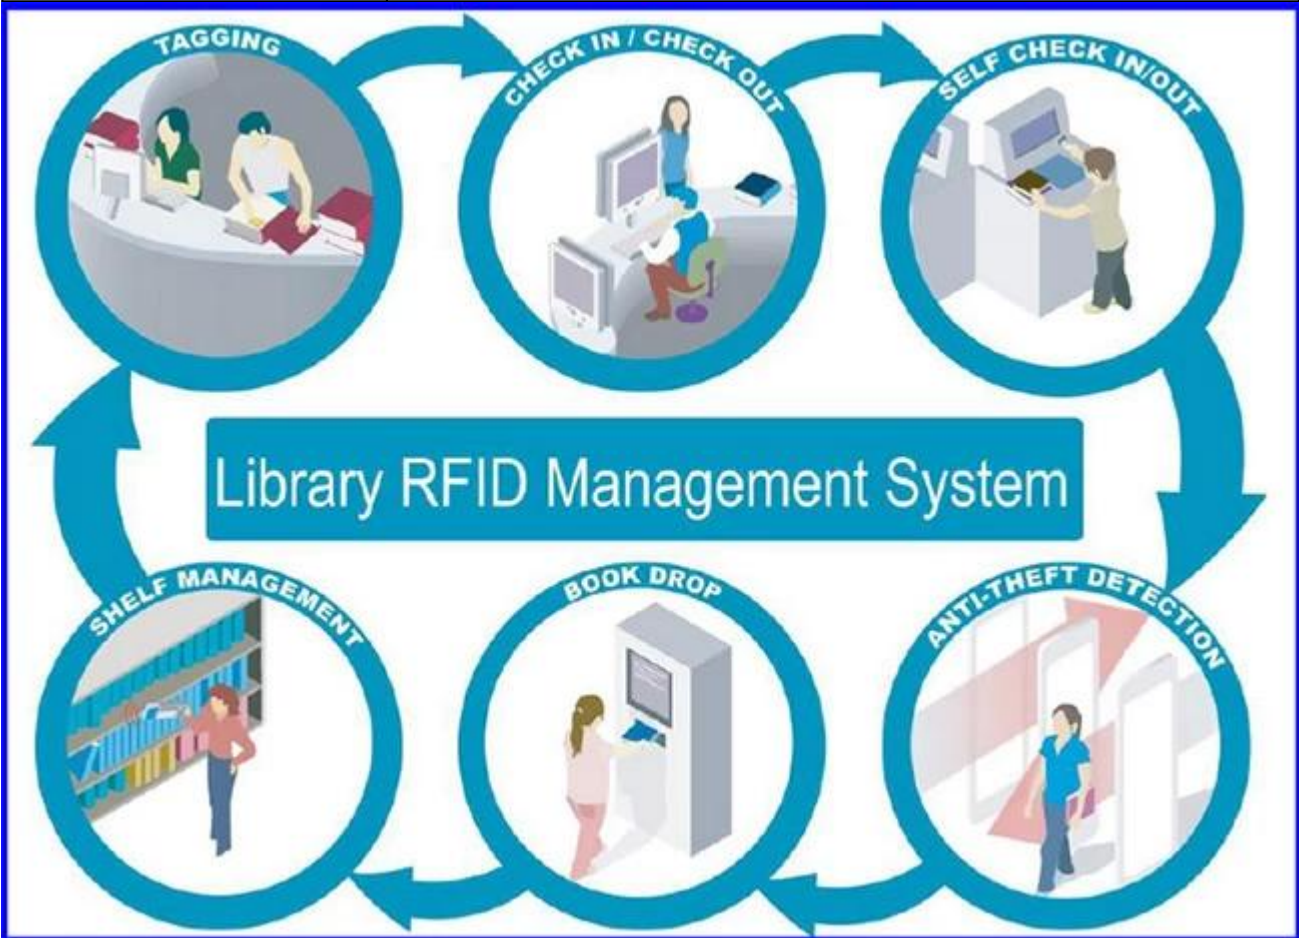 TAGGING
CHECK IN / CHECK OUT
SELF CHECK IN/OUT
Library RFID Management System
SHELF MANAGEMENT
BOOK DROP
ANTI-THEFT DETECTION